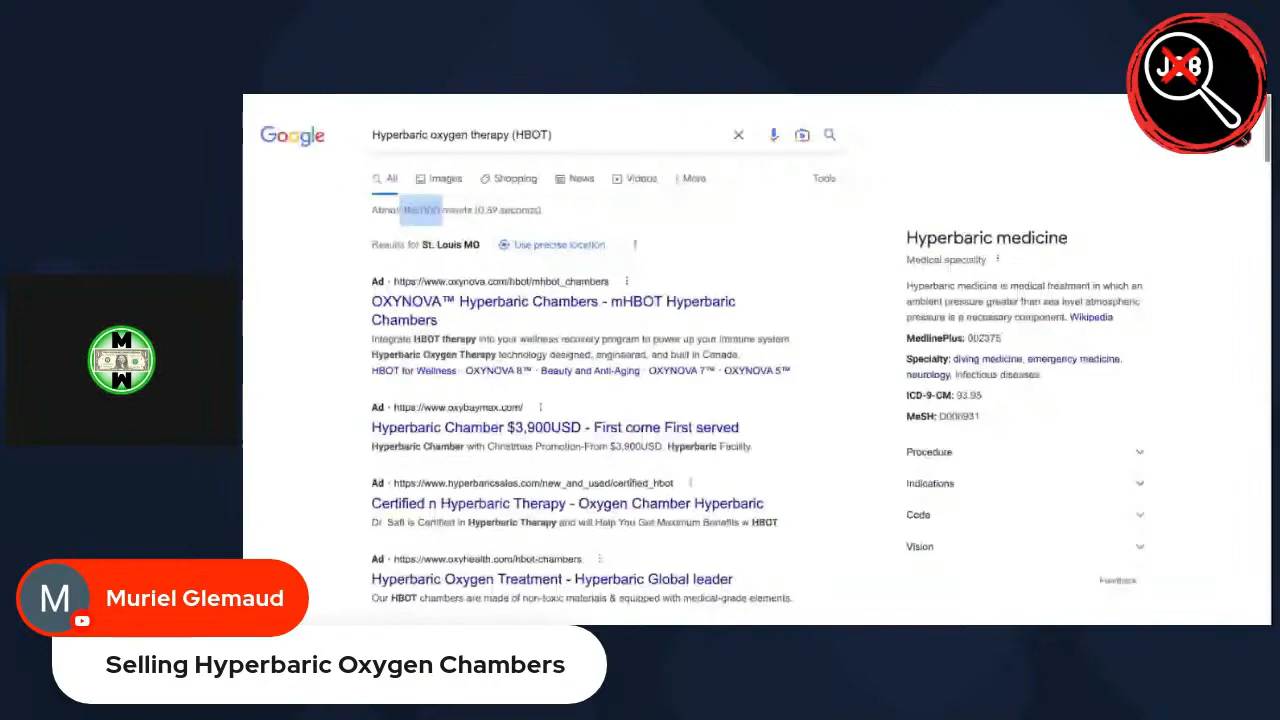 JOB
Google
Hyperbaric oxygen therapy (HBOT)
All Images Shopping News Videos More Tools
About results (0.59 seconds)
Results for St. Louis MO Use precise location
Ad · https://www.oxynova.com/hbot/mhbot_chambers
OXYNOVA™ Hyperbaric Chambers - mHBOT Hyperbaric
Chambers
Integrate HBOT therapy into your wellness recovery program to power up your immune system
Hyperbaric Oxygen Therapy technology designed, engineered, and built in Canada.
HBOT for Wellness · OXYNOVA 8™ · Beauty and Anti-Aging · OXYNOVA 7™ · OXYNOVA 5™
Ad · https://www.oxybaymax.com/
Hyperbaric Chamber $3,900USD - First come First served
Hyperbaric Chamber with Christmas Promotion-From $3,900USD. Hyperbaric Facility.
Ad · https://www.hyperbaricsales.com/new_and_used/certified_hbot
Certified n Hyperbaric Therapy - Oxygen Chamber Hyperbaric
Dr. Safi is Certified in Hyperbaric Therapy and will Help You Get Maximum Benefits w HBOT
Ad · https://www.oxyhealth.com/hbot-chambers
Hyperbaric Oxygen Treatment - Hyperbaric Global leader
Our HBOT chambers are made of non-toxic materials & equipped with medical-grade elements.
Hyperbaric medicine
Medical specialty
Hyperbaric medicine is medical treatment in which an
ambient pressure greater than sea level atmospheric
pressure is a necessary component. Wikipedia
MedlinePlus: 002375
Specialty: diving medicine, emergency medicine,
neurology, infectious diseases
ICD-9-CM: 93.95
MeSH: D006931
Procedure
Indications
Code
Vision
Feedback
M
M
M
Muriel Glemaud
Selling Hyperbaric Oxygen Chambers